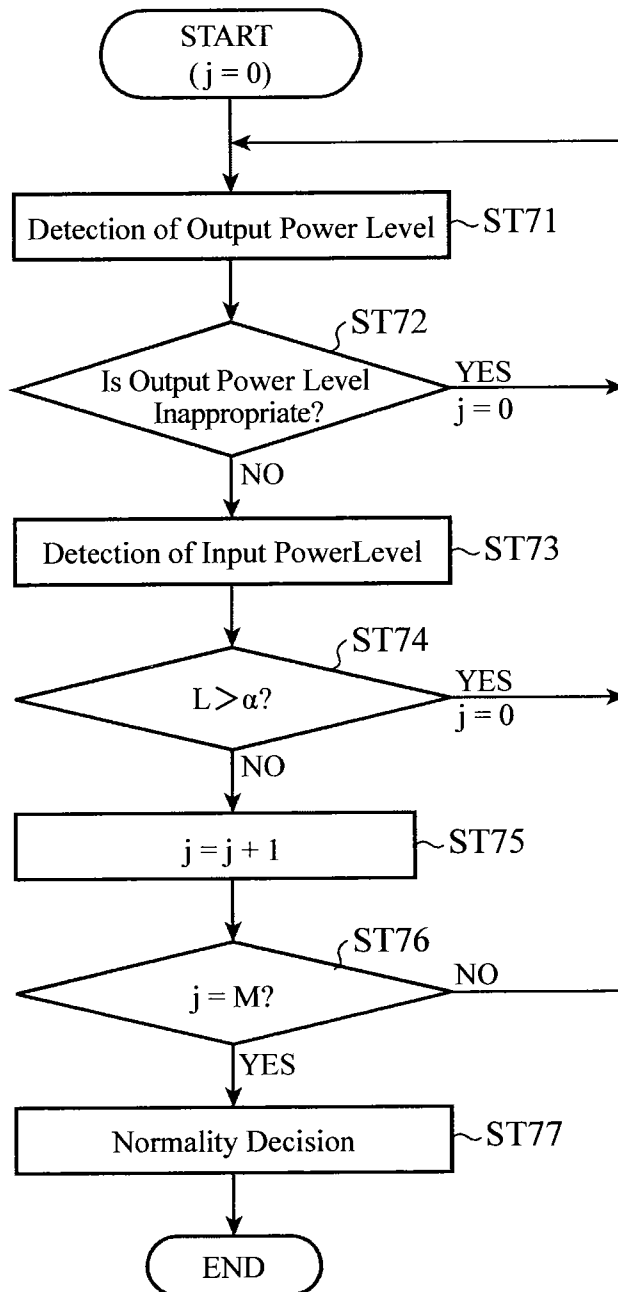 START
(j = 0)
Detection of Output Power Level
ST71
ST72
Is Output Power Level
Inappropriate?
YES
j = 0
NO
Detection of Input PowerLevel
ST73
ST74
L>α?
YES
j = 0
NO
j = j + 1
ST75
ST76
j = M?
NO
YES
Normality Decision
ST77
END